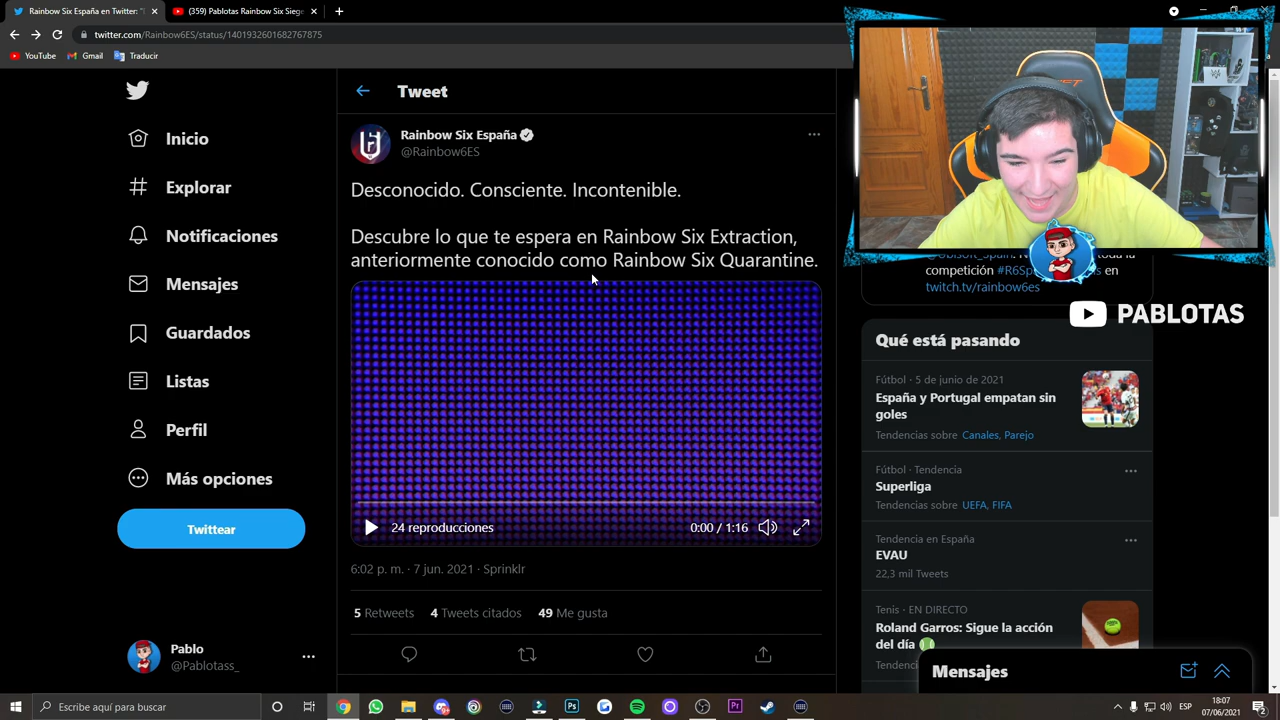 Rainbow Six España en Twitter: "
(359) Pablotas Rainbow Six Siege
twitter.com/Rainbow6ES/status/1401932601682767875
YouTube
Gmail
Traducir
Inicio
Explorar
Notificaciones
Mensajes
Guardados
Listas
Perfil
Más opciones
Twittear
Pablo
@Pablotass_
Tweet
Rainbow Six España
@Rainbow6ES
Desconocido. Consciente. Incontenible.
Descubre lo que te espera en Rainbow Six Extraction,
anteriormente conocido como Rainbow Six Quarantine.
24 reproducciones
0:00 / 1:16
6:02 p. m. · 7 jun. 2021 · Sprinklr
5 Retweets 4 Tweets citados 49 Me gusta
competición
en
twitch.tv/rainbow6es
PABLOTAS
Qué está pasando
Fútbol · 5 de junio de 2021
España y Portugal empatan sin
goles
Tendencias sobre Canales, Parejo
Fútbol · Tendencia
Superliga
Tendencias sobre UEFA, FIFA
Tendencia en España
EVAU
22,3 mil Tweets
Tenis · EN DIRECTO
Roland Garros: Sigue la acción
del día
Mensajes
Escribe aquí para buscar
ESP
18:07
07/06/2021
2